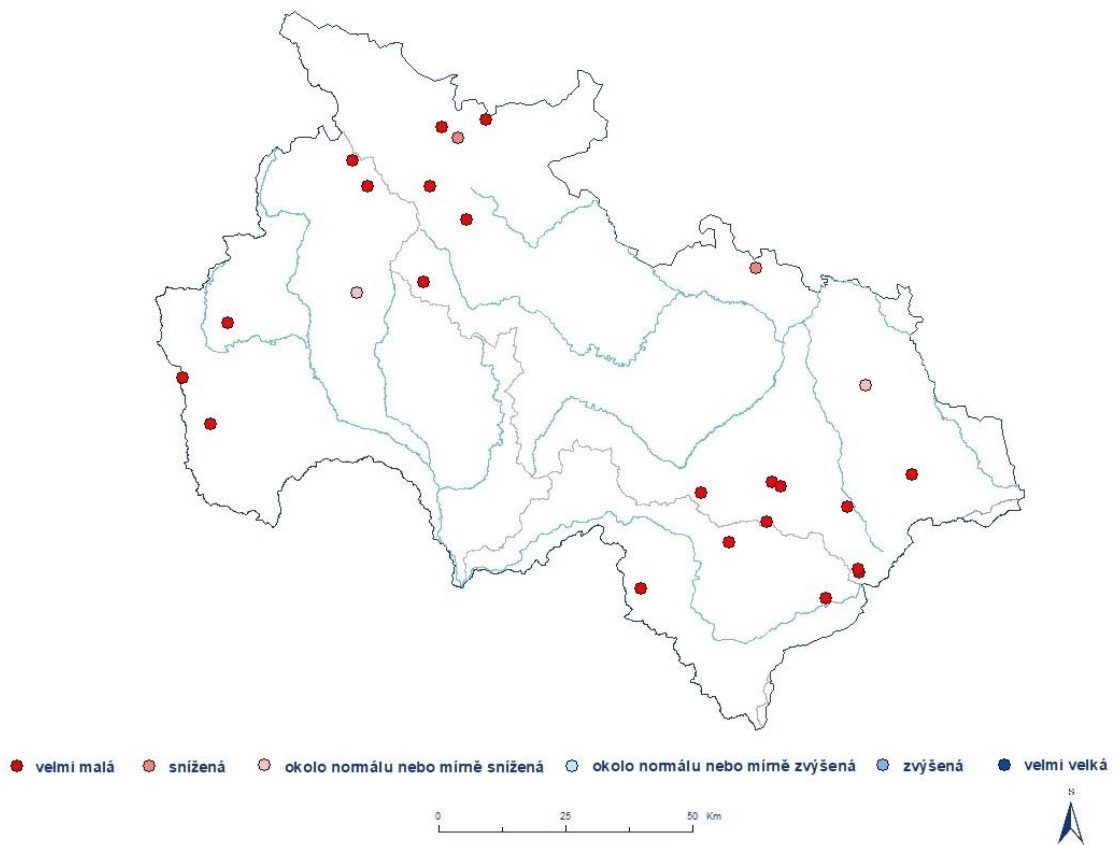 velmi malá snížená okolo normálu nebo mírně snížená okolo normálu nebo mírně zvýšená zvýšená velmi velká
S
0 25 50 Km